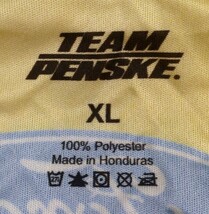 TEAM
PENSKE.
XL
100% Polyester
Made in Honduras